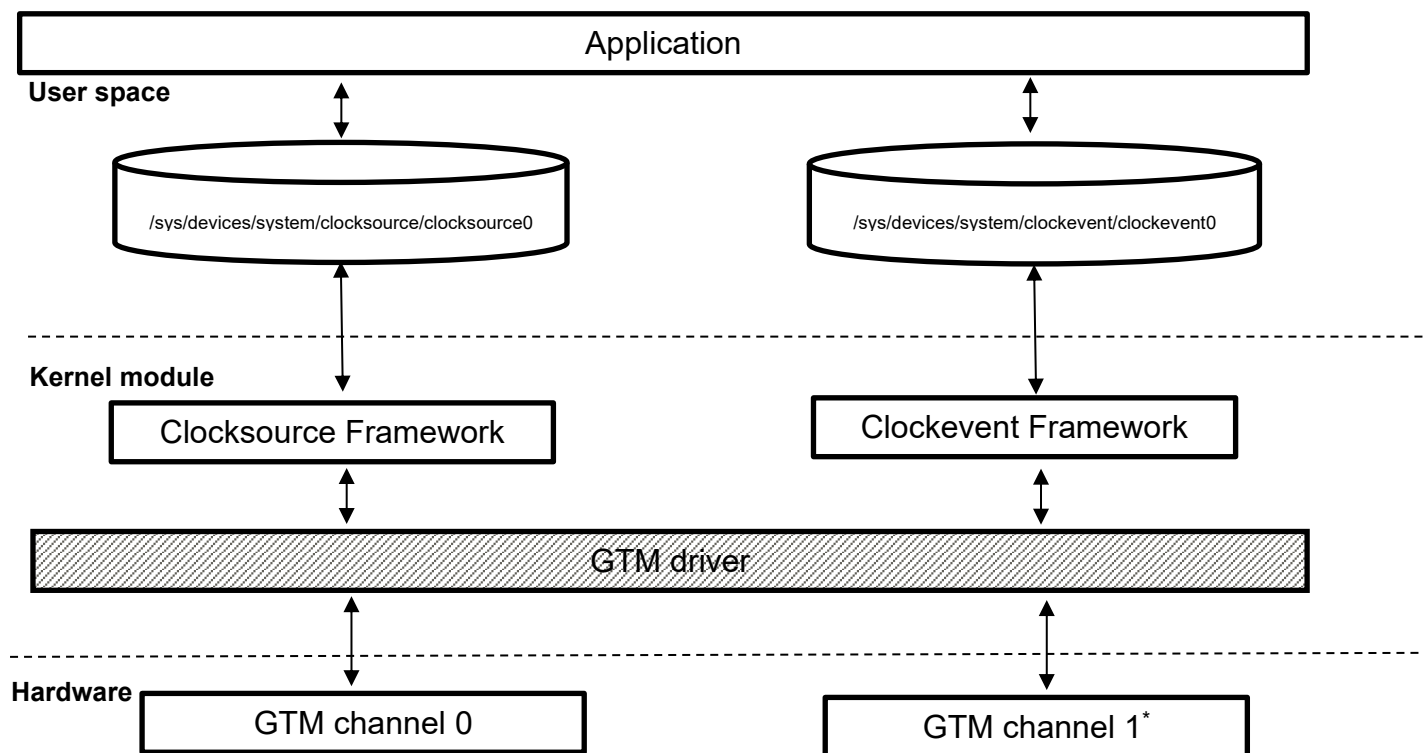 Application
User space
/sys/devices/system/clocksource/clocksource0
/sys/devices/system/clockevent/clockevent0
Kernel module
Clocksource Framework
Clockevent Framework
GTM driver
Hardware
GTM channel 0
GTM channel 1*